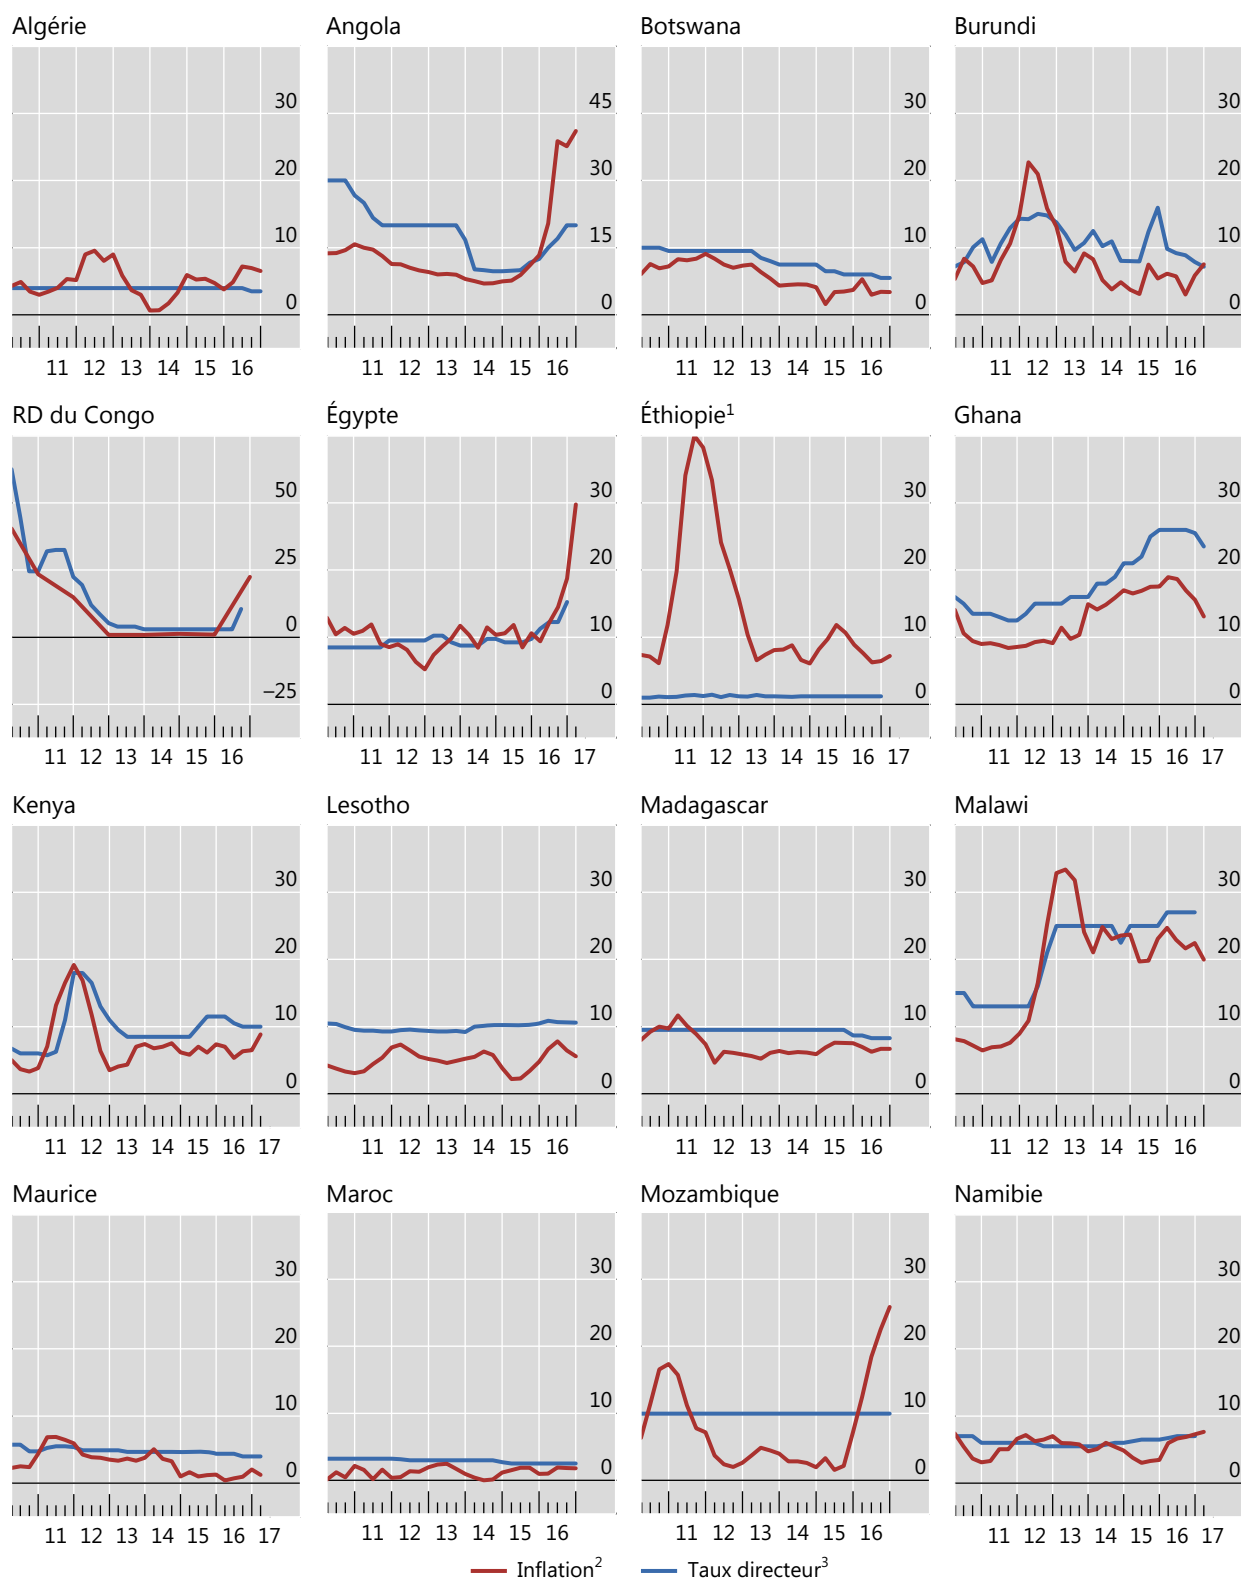 Algérie Angola Botswana Burundi
30 45 30 30
20 30 20 20
10 15 10 10
0 0 0 0
11 12 13 14 15 16 11 12 13 14 15 16 11 12 13 14 15 16 11 12 13 14 15 16
RD du Congo Égypte Éthiopie1 Ghana
50 30 30 30
25 20 20 20
0 10 10 10
−25 0 0 0
11 12 13 14 15 16 11 12 13 14 15 16 17 11 12 13 14 15 16 17 11 12 13 14 15 16 17
Kenya Lesotho Madagascar Malawi
30 30 30 30
20 20 20 20
10 10 10 10
0 0 0 0
11 12 13 14 15 16 17 11 12 13 14 15 16 11 12 13 14 15 16 11 12 13 14 15 16
Maurice Maroc Mozambique Namibie
30 30 30 30
20 20 20 20
10 10 10 10
0 0 0 0
11 12 13 14 15 16 17 11 12 13 14 15 16 11 12 13 14 15 16 11 12 13 14 15 16 17
Inflation2 Taux directeur3